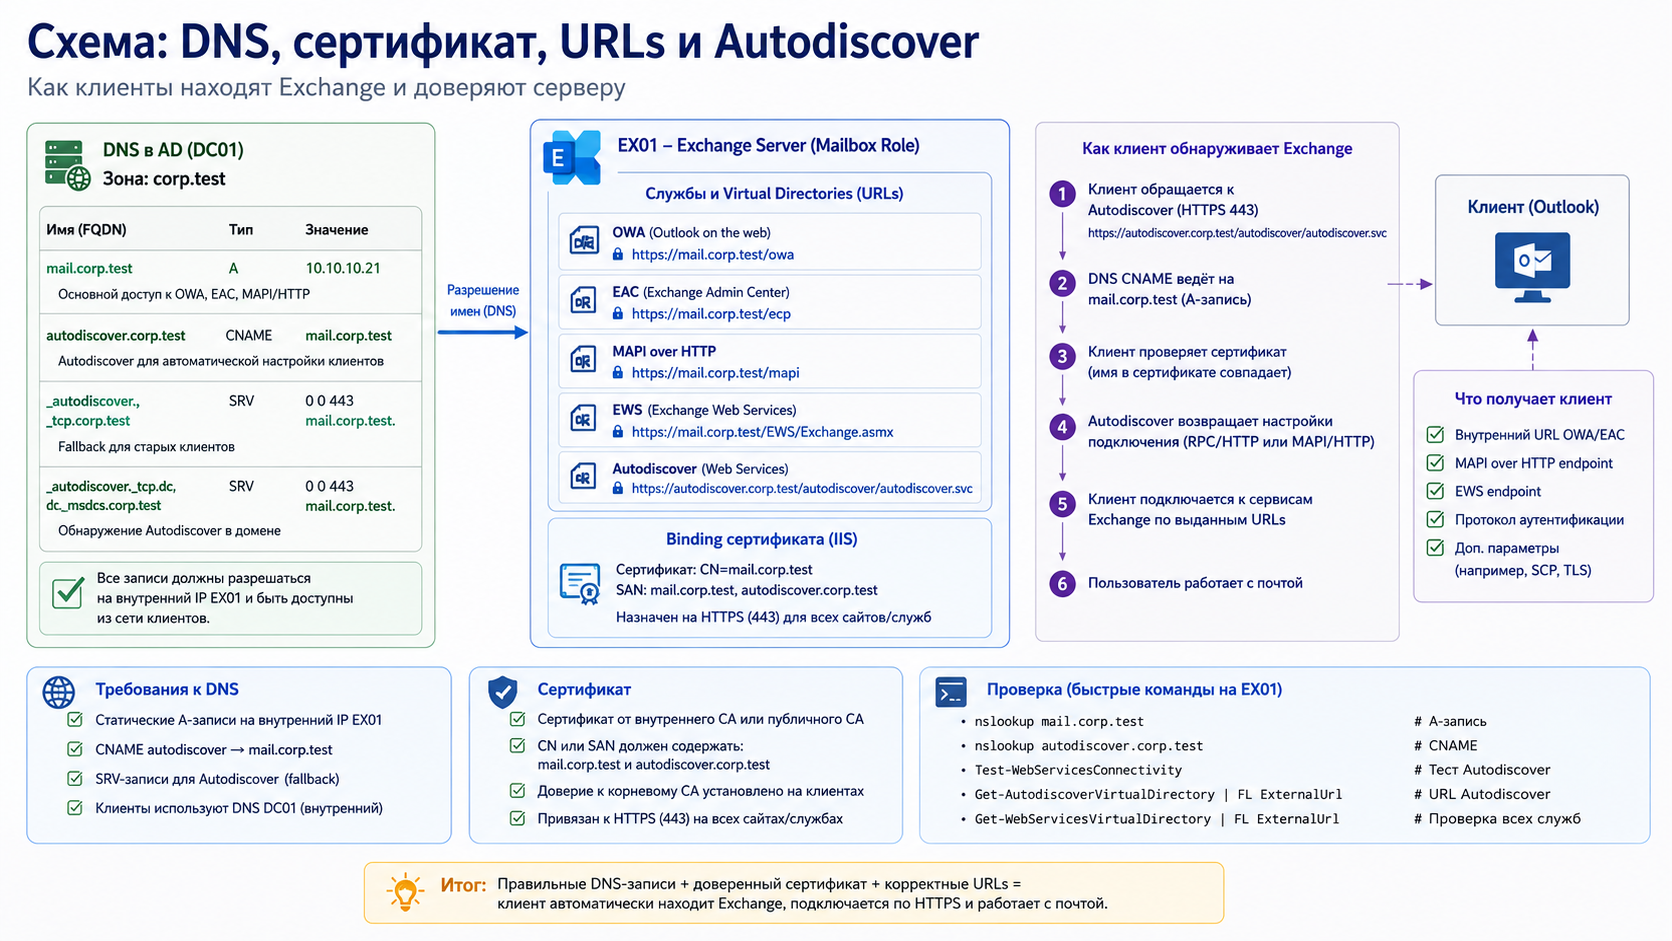 Схема: DNS, сертификат, URLs и Autodiscover
Как клиенты находят Exchange и доверяют серверу
DNS в AD (DC01)
Зона: corp.test
Имя (FQDN) Тип Значение
mail.corp.test A 10.10.10.21
Основной доступ к OWA, EAC, MAPI/HTTP
autodiscover.corp.test CNAME mail.corp.test
Autodiscover для автоматической настройки клиентов
_autodiscover., SRV 0 0 443
_tcp.corp.test mail.corp.test.
Fallback для старых клиентов
_autodiscover._tcp.dc, SRV 0 0 443
dc._msdcs.corp.test mail.corp.test.
Обнаружение Autodiscover в домене
Все записи должны разрешаться
на внутренний IP EX01 и быть доступны
из сети клиентов.
Разрешение
имен (DNS)
E
EX01 – Exchange Server (Mailbox Role)
Службы и Virtual Directories (URLs)
OWA (Outlook on the web)
https://mail.corp.test/owa
EAC (Exchange Admin Center)
https://mail.corp.test/ecp
MAPI over HTTP
https://mail.corp.test/mapi
EWS (Exchange Web Services)
https://mail.corp.test/EWS/Exchange.asmx
Autodiscover (Web Services)
https://autodiscover.corp.test/autodiscover/autodiscover.svc
Binding сертификата (IIS)
Сертификат: CN=mail.corp.test
SAN: mail.corp.test, autodiscover.corp.test
Назначен на HTTPS (443) для всех сайтов/служб
Как клиент обнаруживает Exchange
1 Клиент обращается к
Autodiscover (HTTPS 443)
https://autodiscover.corp.test/autodiscover/autodiscover.svc
2 DNS CNAME ведёт на
mail.corp.test (A-запись)
3 Клиент проверяет сертификат
(имя в сертификате совпадает)
4 Autodiscover возвращает настройки
подключения (RPC/HTTP или MAPI/HTTP)
5 Клиент подключается к сервисам
Exchange по выданным URLs
6 Пользователь работает с почтой
Клиент (Outlook)
O
Что получает клиент
Внутренний URL OWA/EAC
MAPI over HTTP endpoint
EWS endpoint
Протокол аутентификации
Доп. параметры
(например, SCP, TLS)
Требования к DNS
Статические A-записи на внутренний IP EX01
CNAME autodiscover → mail.corp.test
SRV-записи для Autodiscover (fallback)
Клиенты используют DNS DC01 (внутренний)
Сертификат
Сертификат от внутреннего CA или публичного CA
CN или SAN должен содержать:
mail.corp.test и autodiscover.corp.test
Доверие к корневому CA установлено на клиентах
Привязан к HTTPS (443) на всех сайтах/службах
Проверка (быстрые команды на EX01)
• nslookup mail.corp.test # A-запись
• nslookup autodiscover.corp.test # CNAME
• Test-WebServicesConnectivity # Тест Autodiscover
• Get-AutodiscoverVirtualDirectory | FL ExternalUrl # URL Autodiscover
• Get-WebServicesVirtualDirectory | FL ExternalUrl # Проверка всех служб
Итог: Правильные DNS-записи + доверенный сертификат + корректные URLs =
клиент автоматически находит Exchange, подключается по HTTPS и работает с почтой.